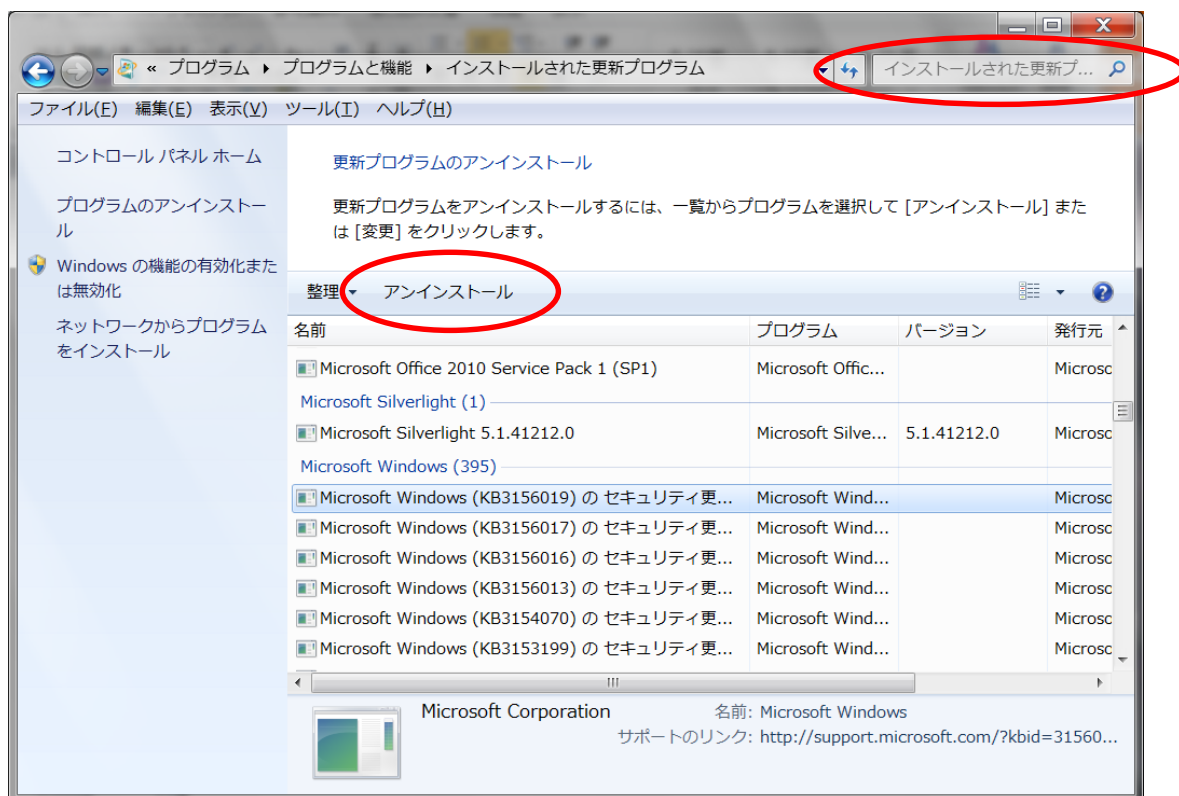 « プログラム ▸ プログラムと機能 ▸ インストールされた更新プログラム
インストールされた更新プ...
ファイル(F) 編集(E) 表示(V) ツール(T) ヘルプ(H)
コントロール パネル ホーム
プログラムのアンインストー
ル
Windows の機能の有効化また
は無効化
ネットワークからプログラム
をインストール
更新プログラムのアンインストール
更新プログラムをアンインストールするには、一覧からプログラムを選択して [アンインストール] また
は [変更] をクリックします。
整理 アンインストール
名前 プログラム バージョン 発行元
Microsoft Office 2010 Service Pack 1 (SP1) Microsoft Offic... Microsc
Microsoft Silverlight (1)
Microsoft Silverlight 5.1.41212.0 Microsoft Silve... 5.1.41212.0 Microsc
Microsoft Windows (395)
Microsoft Windows (KB3156019) の セキュリティ更... Microsoft Wind... Microsc
Microsoft Windows (KB3156017) の セキュリティ更... Microsoft Wind... Microsc
Microsoft Windows (KB3156016) の セキュリティ更... Microsoft Wind... Microsc
Microsoft Windows (KB3156013) の セキュリティ更... Microsoft Wind... Microsc
Microsoft Windows (KB3154070) の セキュリティ更... Microsoft Wind... Microsc
Microsoft Windows (KB3153199) の セキュリティ更... Microsoft Wind... Microsc
Microsoft Corporation 名前: Microsoft Windows
サポートのリンク: http://support.microsoft.com/?kbid=31560...